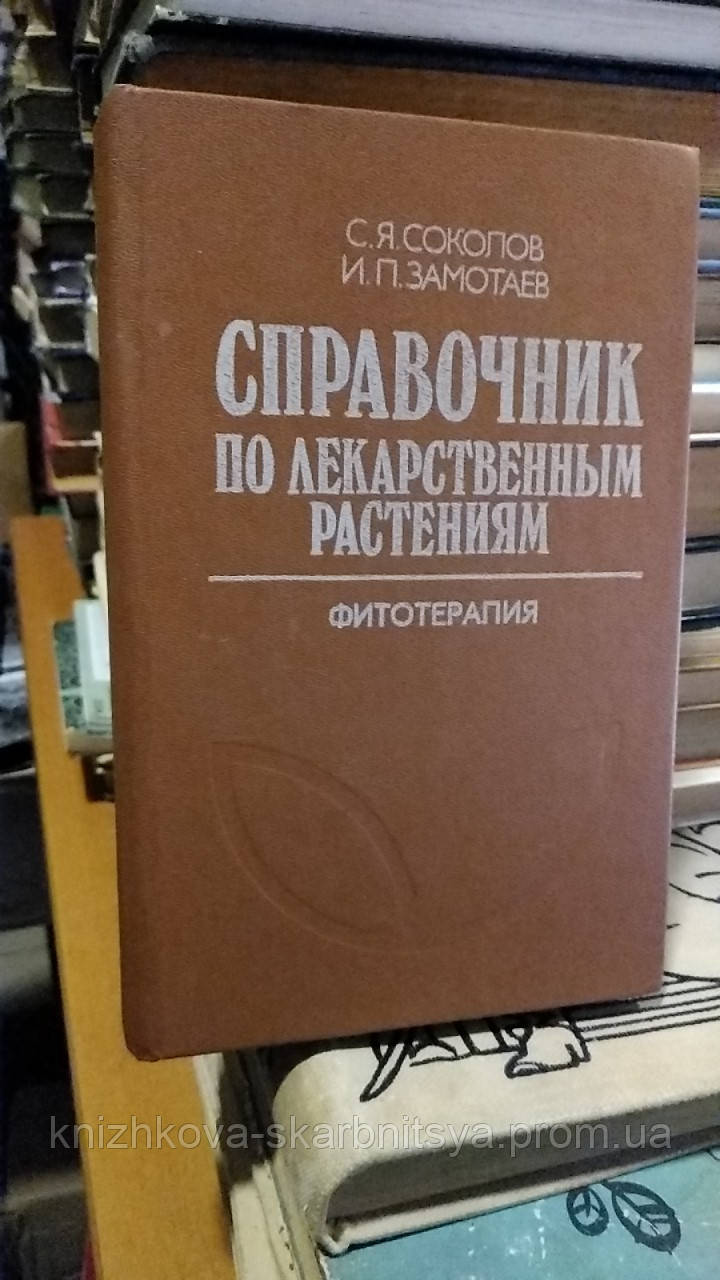 С.Я.СОКОЛОВ
И.П.ЗАМОТАЕВ
СПРАВОЧНИК
ПО ЛЕКАРСТВЕННЫМ
РАСТЕНИЯМ
ФИТОТЕРАПИЯ
knizhkova-skarbnitsya.prom.ua